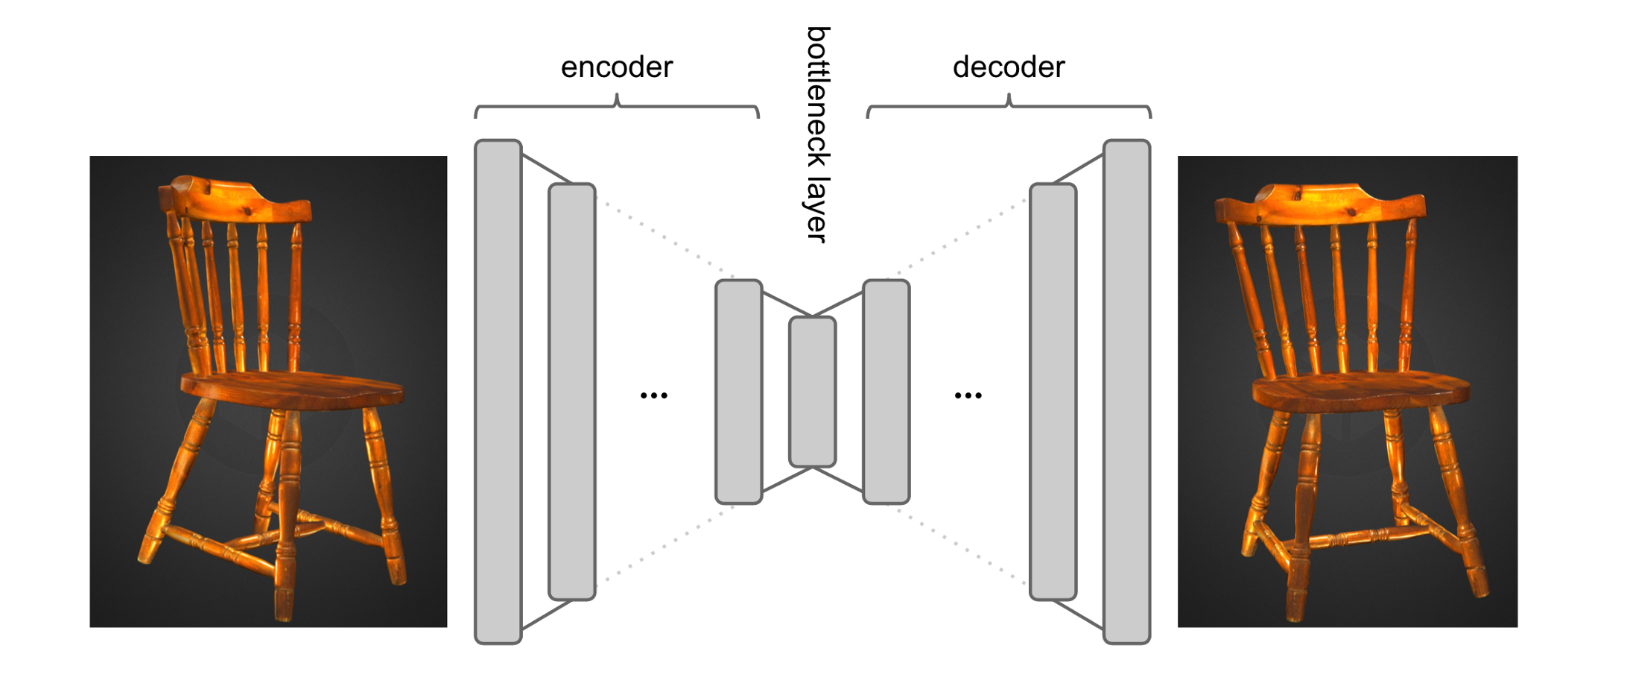 encoder
bottleneck layer
decoder
...
...